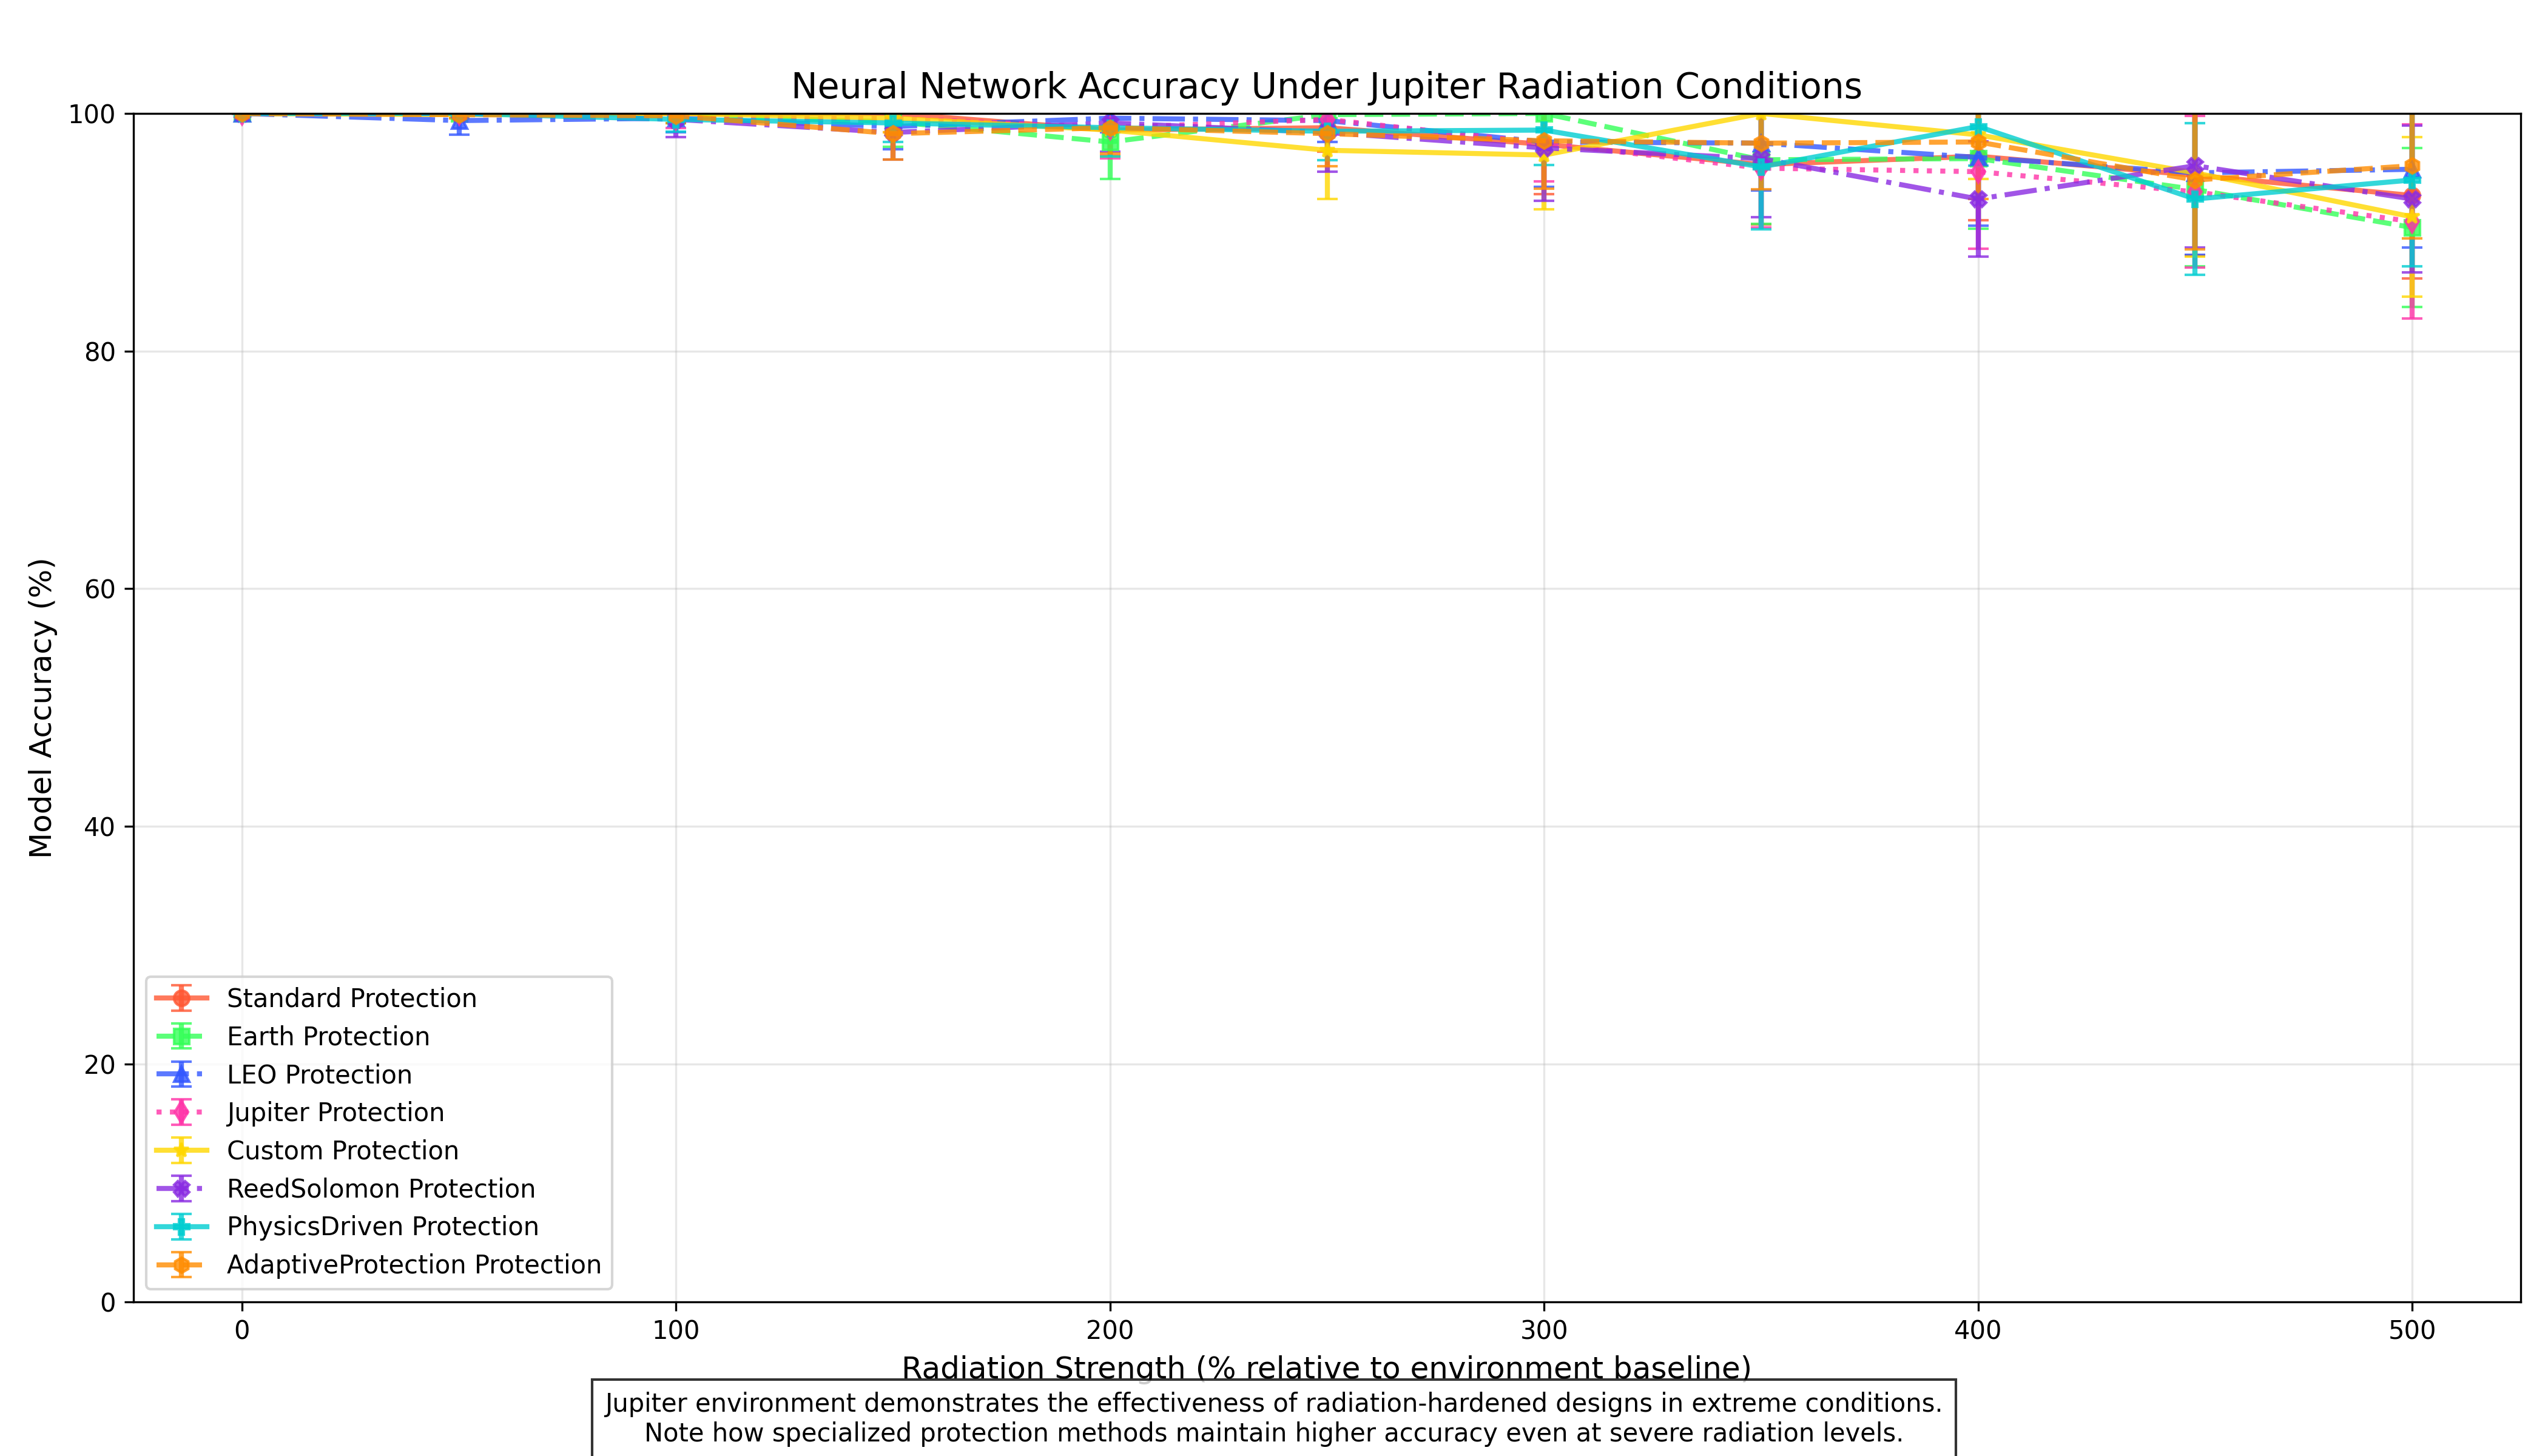 Neural Network Accuracy Under Jupiter Radiation Conditions
100
80
60
40
20
0
Model Accuracy (%)
Standard Protection
Earth Protection
LEO Protection
Jupiter Protection
Custom Protection
ReedSolomon Protection
PhysicsDriven Protection
AdaptiveProtection Protection
0 100 200 300 400 500
Radiation Strength (% relative to environment baseline)
Jupiter environment demonstrates the effectiveness of radiation-hardened designs in extreme conditions.
Note how specialized protection methods maintain higher accuracy even at severe radiation levels.